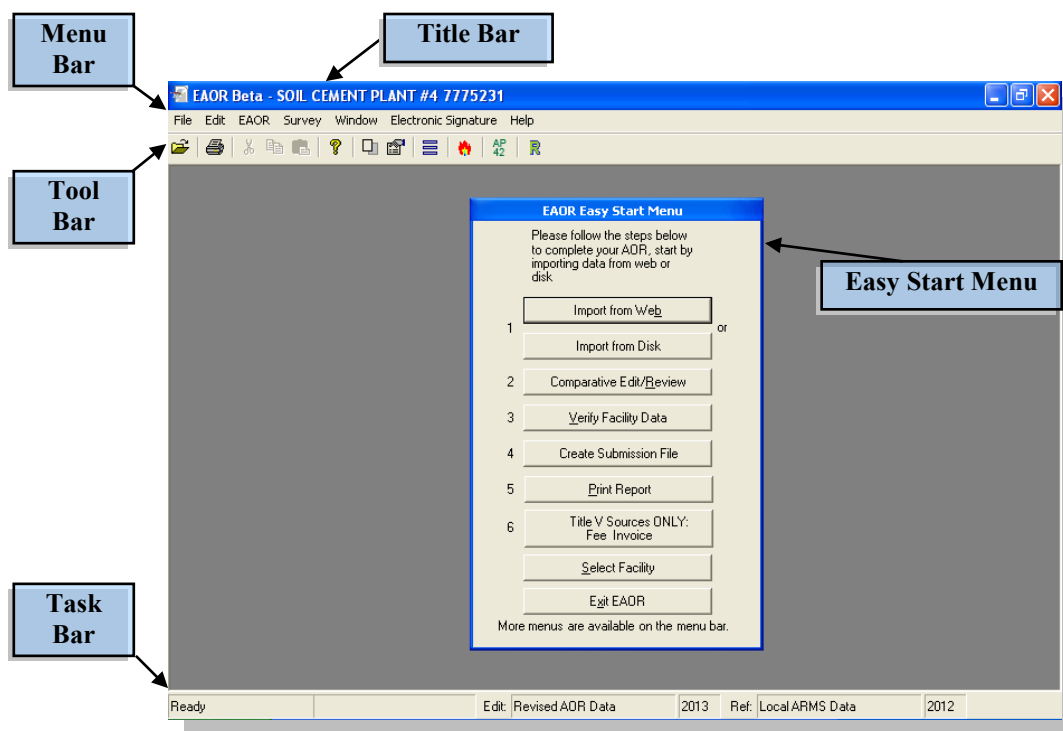 Menu
Bar
Title Bar
EAOR Beta - SOIL CEMENT PLANT #4 7775231
File Edit EAOR Survey Window Electronic Signature Help
AP
42
R
Tool
Bar
EAOR Easy Start Menu
Please follow the steps below
to complete your AOR, start by
importing data from web or
disk
Easy Start Menu
Import from Web
1 or
Import from Disk
2 Comparative Edit/Review
3 Verify Facility Data
4 Create Submission File
5 Print Report
6 Title V Sources ONLY:
Fee Invoice
Select Facility
Exit EAOR
More menus are available on the menu bar.
Task
Bar
Ready Edit: Revised AOR Data 2013 Ref: Local ARMS Data 2012